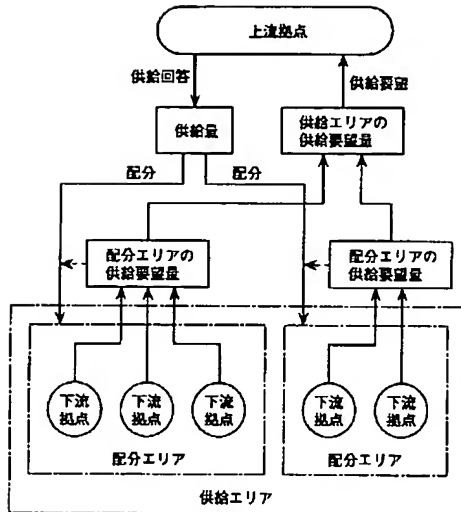 上流拠点
供給回答
供給要望
供給量
供給エリアの
供給要望量
配分
配分
配分エリアの
供給要望量
配分エリアの
供給要望量
下流
拠点
下流
拠点
下流
拠点
下流
拠点
下流
拠点
配分エリア
配分エリア
供給エリア